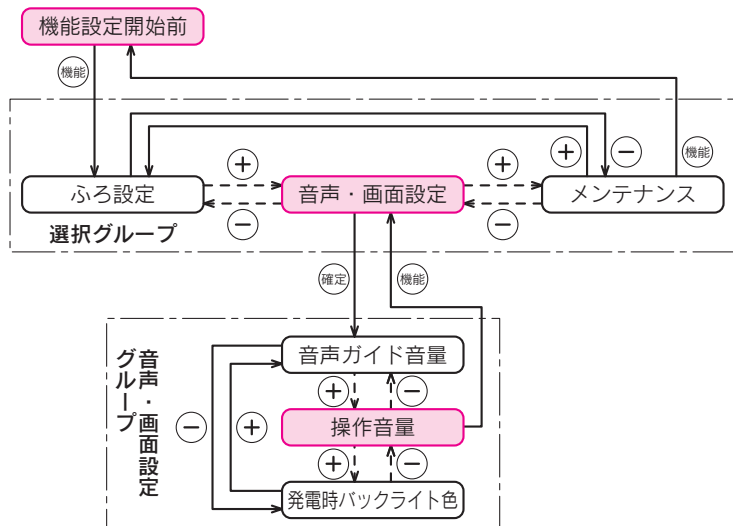 機能設定開始前
機能
+
−
機能
+
+
ふろ設定
音声・画面設定
メンテナンス
−
−
選択グループ
確定
機能
音声・画面設定
グループ
音声ガイド音量
+
−
−
+
操作音量
+
−
発電時バックライト色